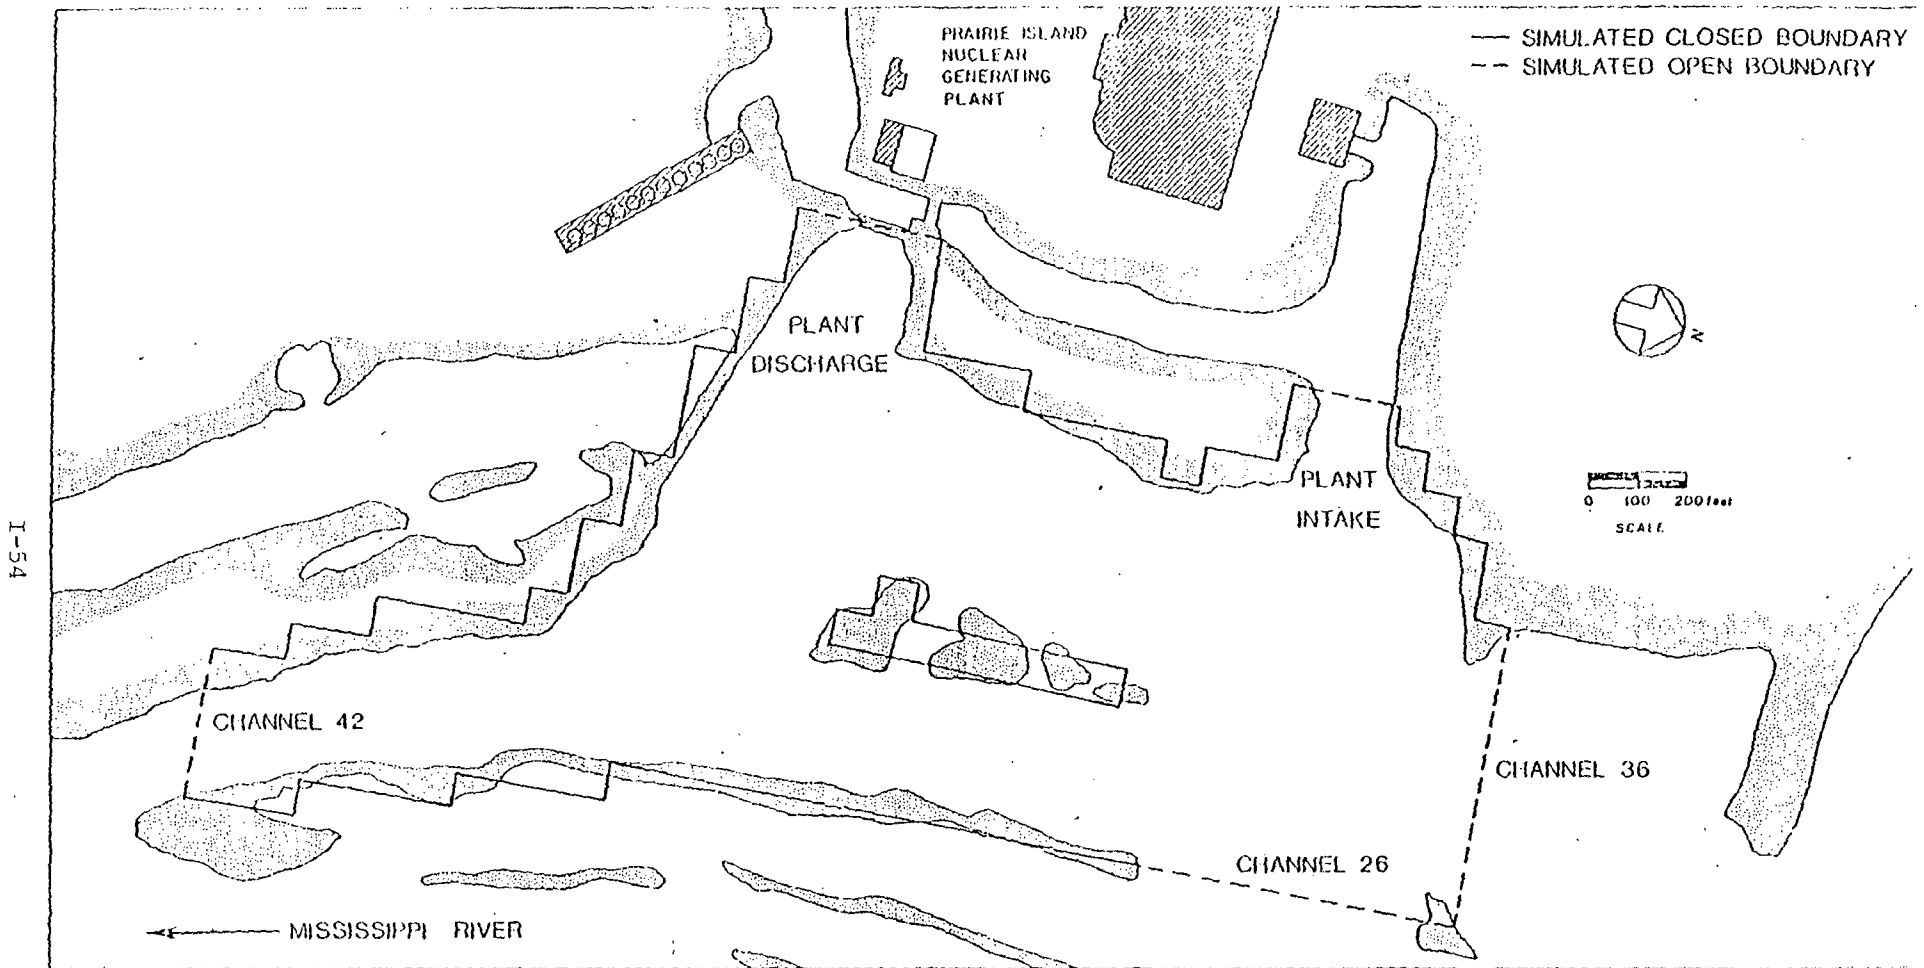 PRAIRIE ISLAND
NUCLEAR
GENERATING
PLANT
SIMULATED CLOSED BOUNDARY
SIMULATED OPEN BOUNDARY
PLANT
DISCHARGE
N
PLANT
INTAKE
0 100 200 feet
SCALE
I-54
CHANNEL 42
CHANNEL 36
CHANNEL 26
MISSISSIPPI RIVER